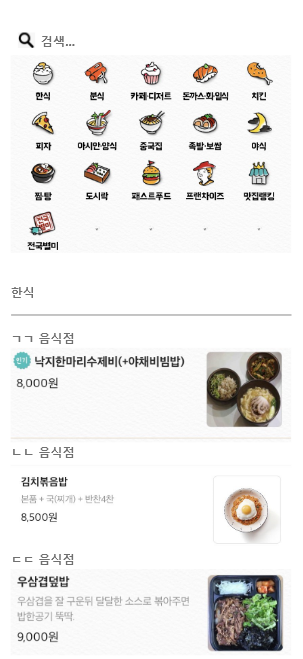 검색...
한식 분식 카페·디저트 돈까스·회·일식 치킨
피자 아시안·양식 중국집 족발·보쌈 야식
찜·탕 도시락 패스트푸드 프랜차이즈 맛집랭킹
전국별미
한식
ㄱㄱ 음식점
인기 낙지한마리수제비(+야채비빔밥)
8,000원
ㄴㄴ 음식점
김치볶음밥
본품 + 국(찌개) + 반찬4찬
8,500원
ㄷㄷ 음식점
우삼겹덮밥
우삼겹을 잘 구운뒤 달달한 소스로 볶아주면
밥한공기 뚝딱.
9,000원